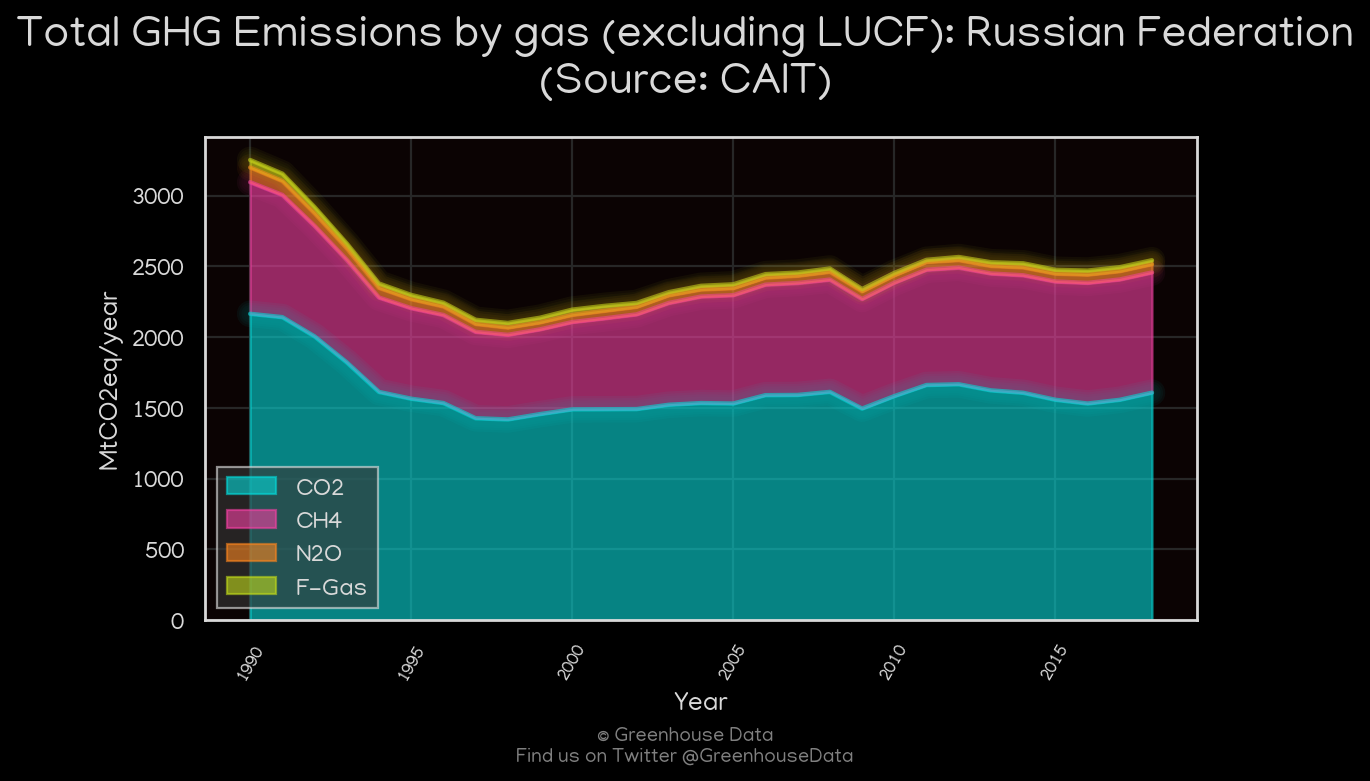 Total GHG Emissions by gas (excluding LUCF): Russian Federation
(Source: CAIT)
MtCO2eq/year
3000
2500
2000
1500
1000
500
0
CO2
CH4
N2O
F-Gas
1990
1995
2000
2005
2010
2015
Year
© Greenhouse Data
Find us on Twitter @GreenhouseData